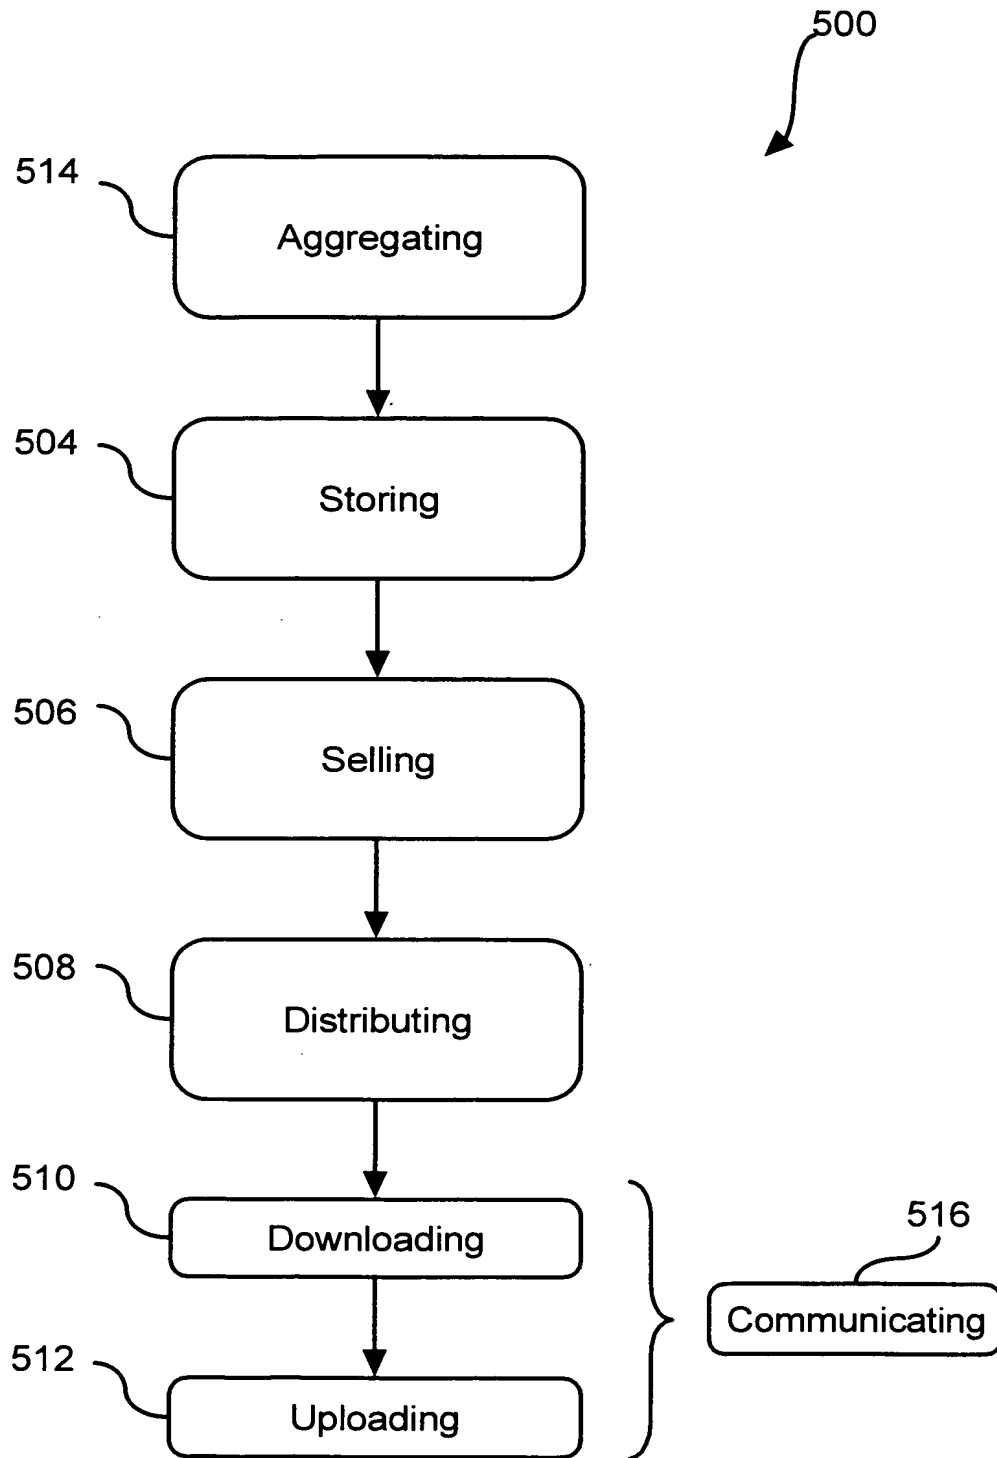 500
514
Aggregating
504
Storing
506
Selling
508
Distributing
510
Downloading
516
Communicating
512
Uploading